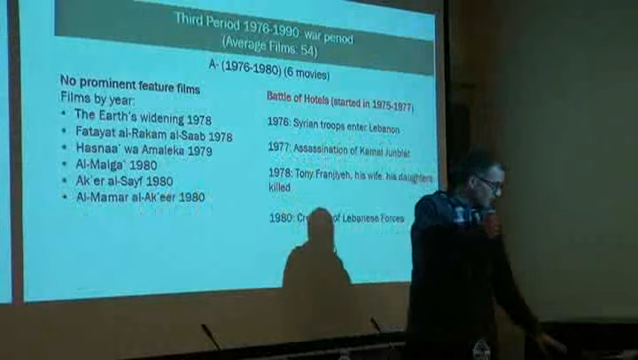 Third Period 1976-1990 war period
(Average Films: 54)
A- (1976-1980) (6 movies)
No prominent feature films
Films by year:
• The Earth's widening 1978
• Fatayat al-Rakam al-Saab 1978
• Hasnaa' wa Amaleka 1979
• Al-Malga' 1980
• Ak'er al-Sayf 1980
• Al-Mamar al-Ak'eer 1980
Battle of Hotels (started in 1975-1977)
1976: Syrian troops enter Lebanon
1977: Assassination of Kamal Junblat
1978: Tony Franjiyeh, his wife, his daughters
killed
1980: of Lebanese Forces